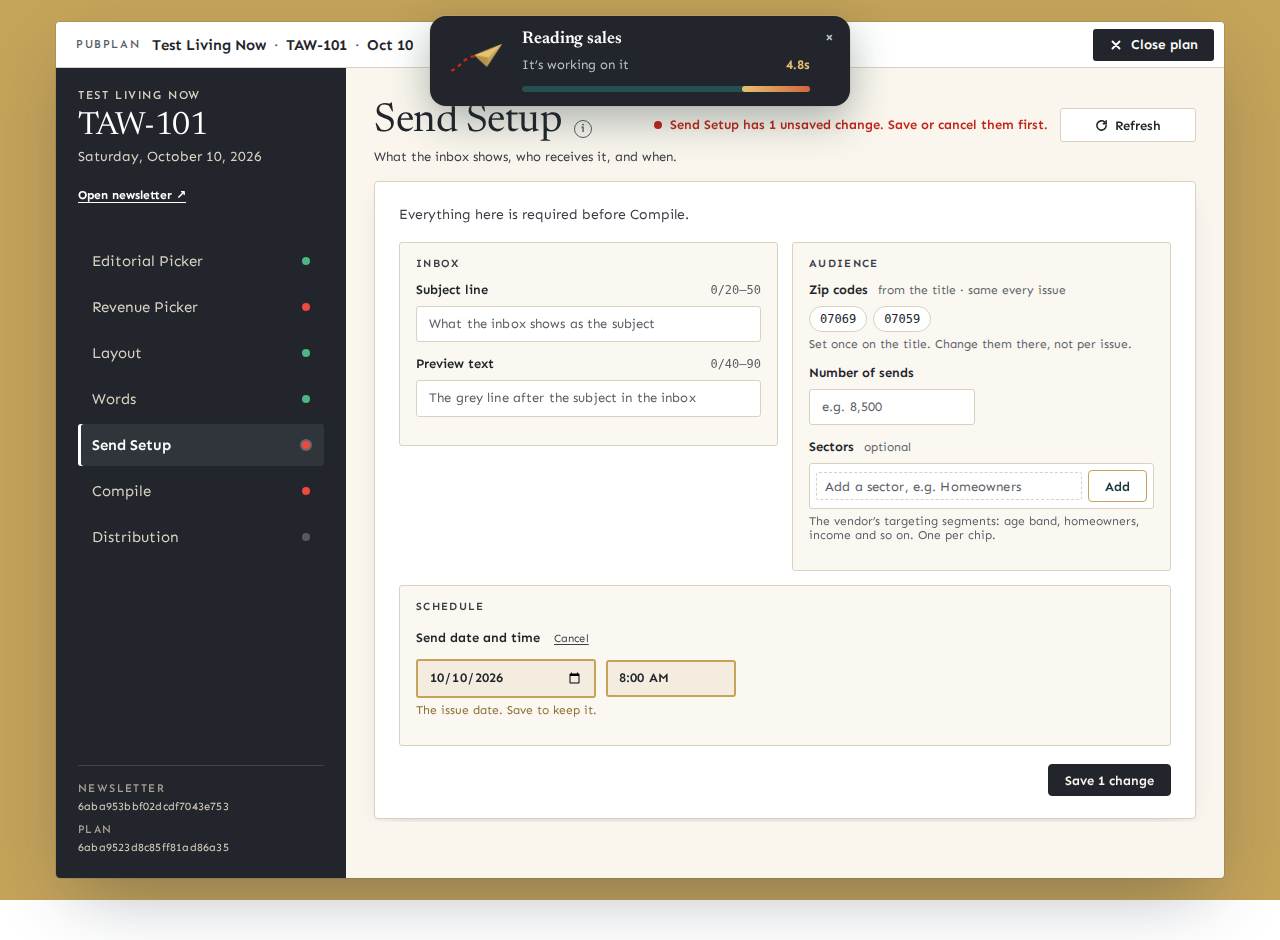 PUBPLAN Test Living Now · TAW-101 · Oct 10
Reading sales
×
It's working on it
4.8s
Close plan
TEST LIVING NOW
TAW-101
Saturday, October 10, 2026
Open newsletter ↗
Editorial Picker
Revenue Picker
Layout
Words
Send Setup
Compile
Distribution
NEWSLETTER
6aba953bbf02dcdf7043e753
PLAN
6aba9523d8c85ff81ad86a35
Send Setup
i
Send Setup has 1 unsaved change. Save or cancel them first.
Refresh
What the inbox shows, who receives it, and when.
Everything here is required before Compile.
INBOX
Subject line 0/20–50
What the inbox shows as the subject
Preview text 0/40–90
The grey line after the subject in the inbox
AUDIENCE
Zip codes from the title · same every issue
07069 07059
Set once on the title. Change them there, not per issue.
Number of sends
e.g. 8,500
Sectors optional
Add a sector, e.g. Homeowners Add
The vendor's targeting segments: age band, homeowners,
income and so on. One per chip.
SCHEDULE
Send date and time Cancel
10/10/2026 8:00 AM
The issue date. Save to keep it.
Save 1 change